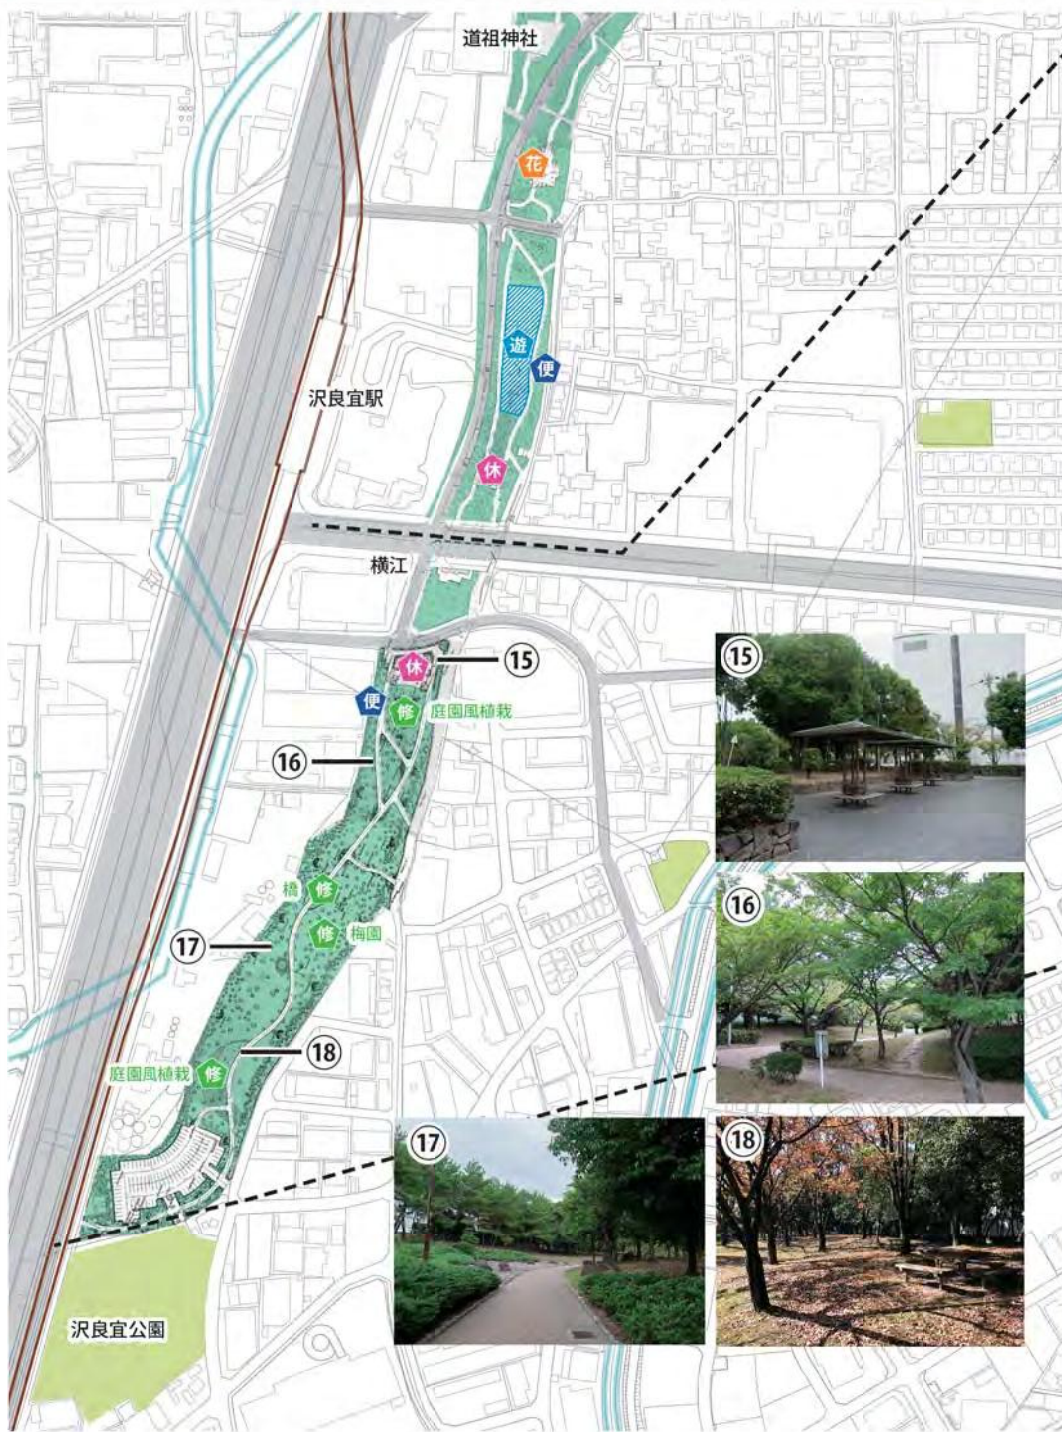 道祖神社
花
遊
便
沢良宜駅
休
横江
休
⑮
便
修 庭園風植栽
⑯
橋 修
修 梅園
⑰
⑱
庭園風植栽 修
沢良宜公園
⑮
⑯
⑰
⑱